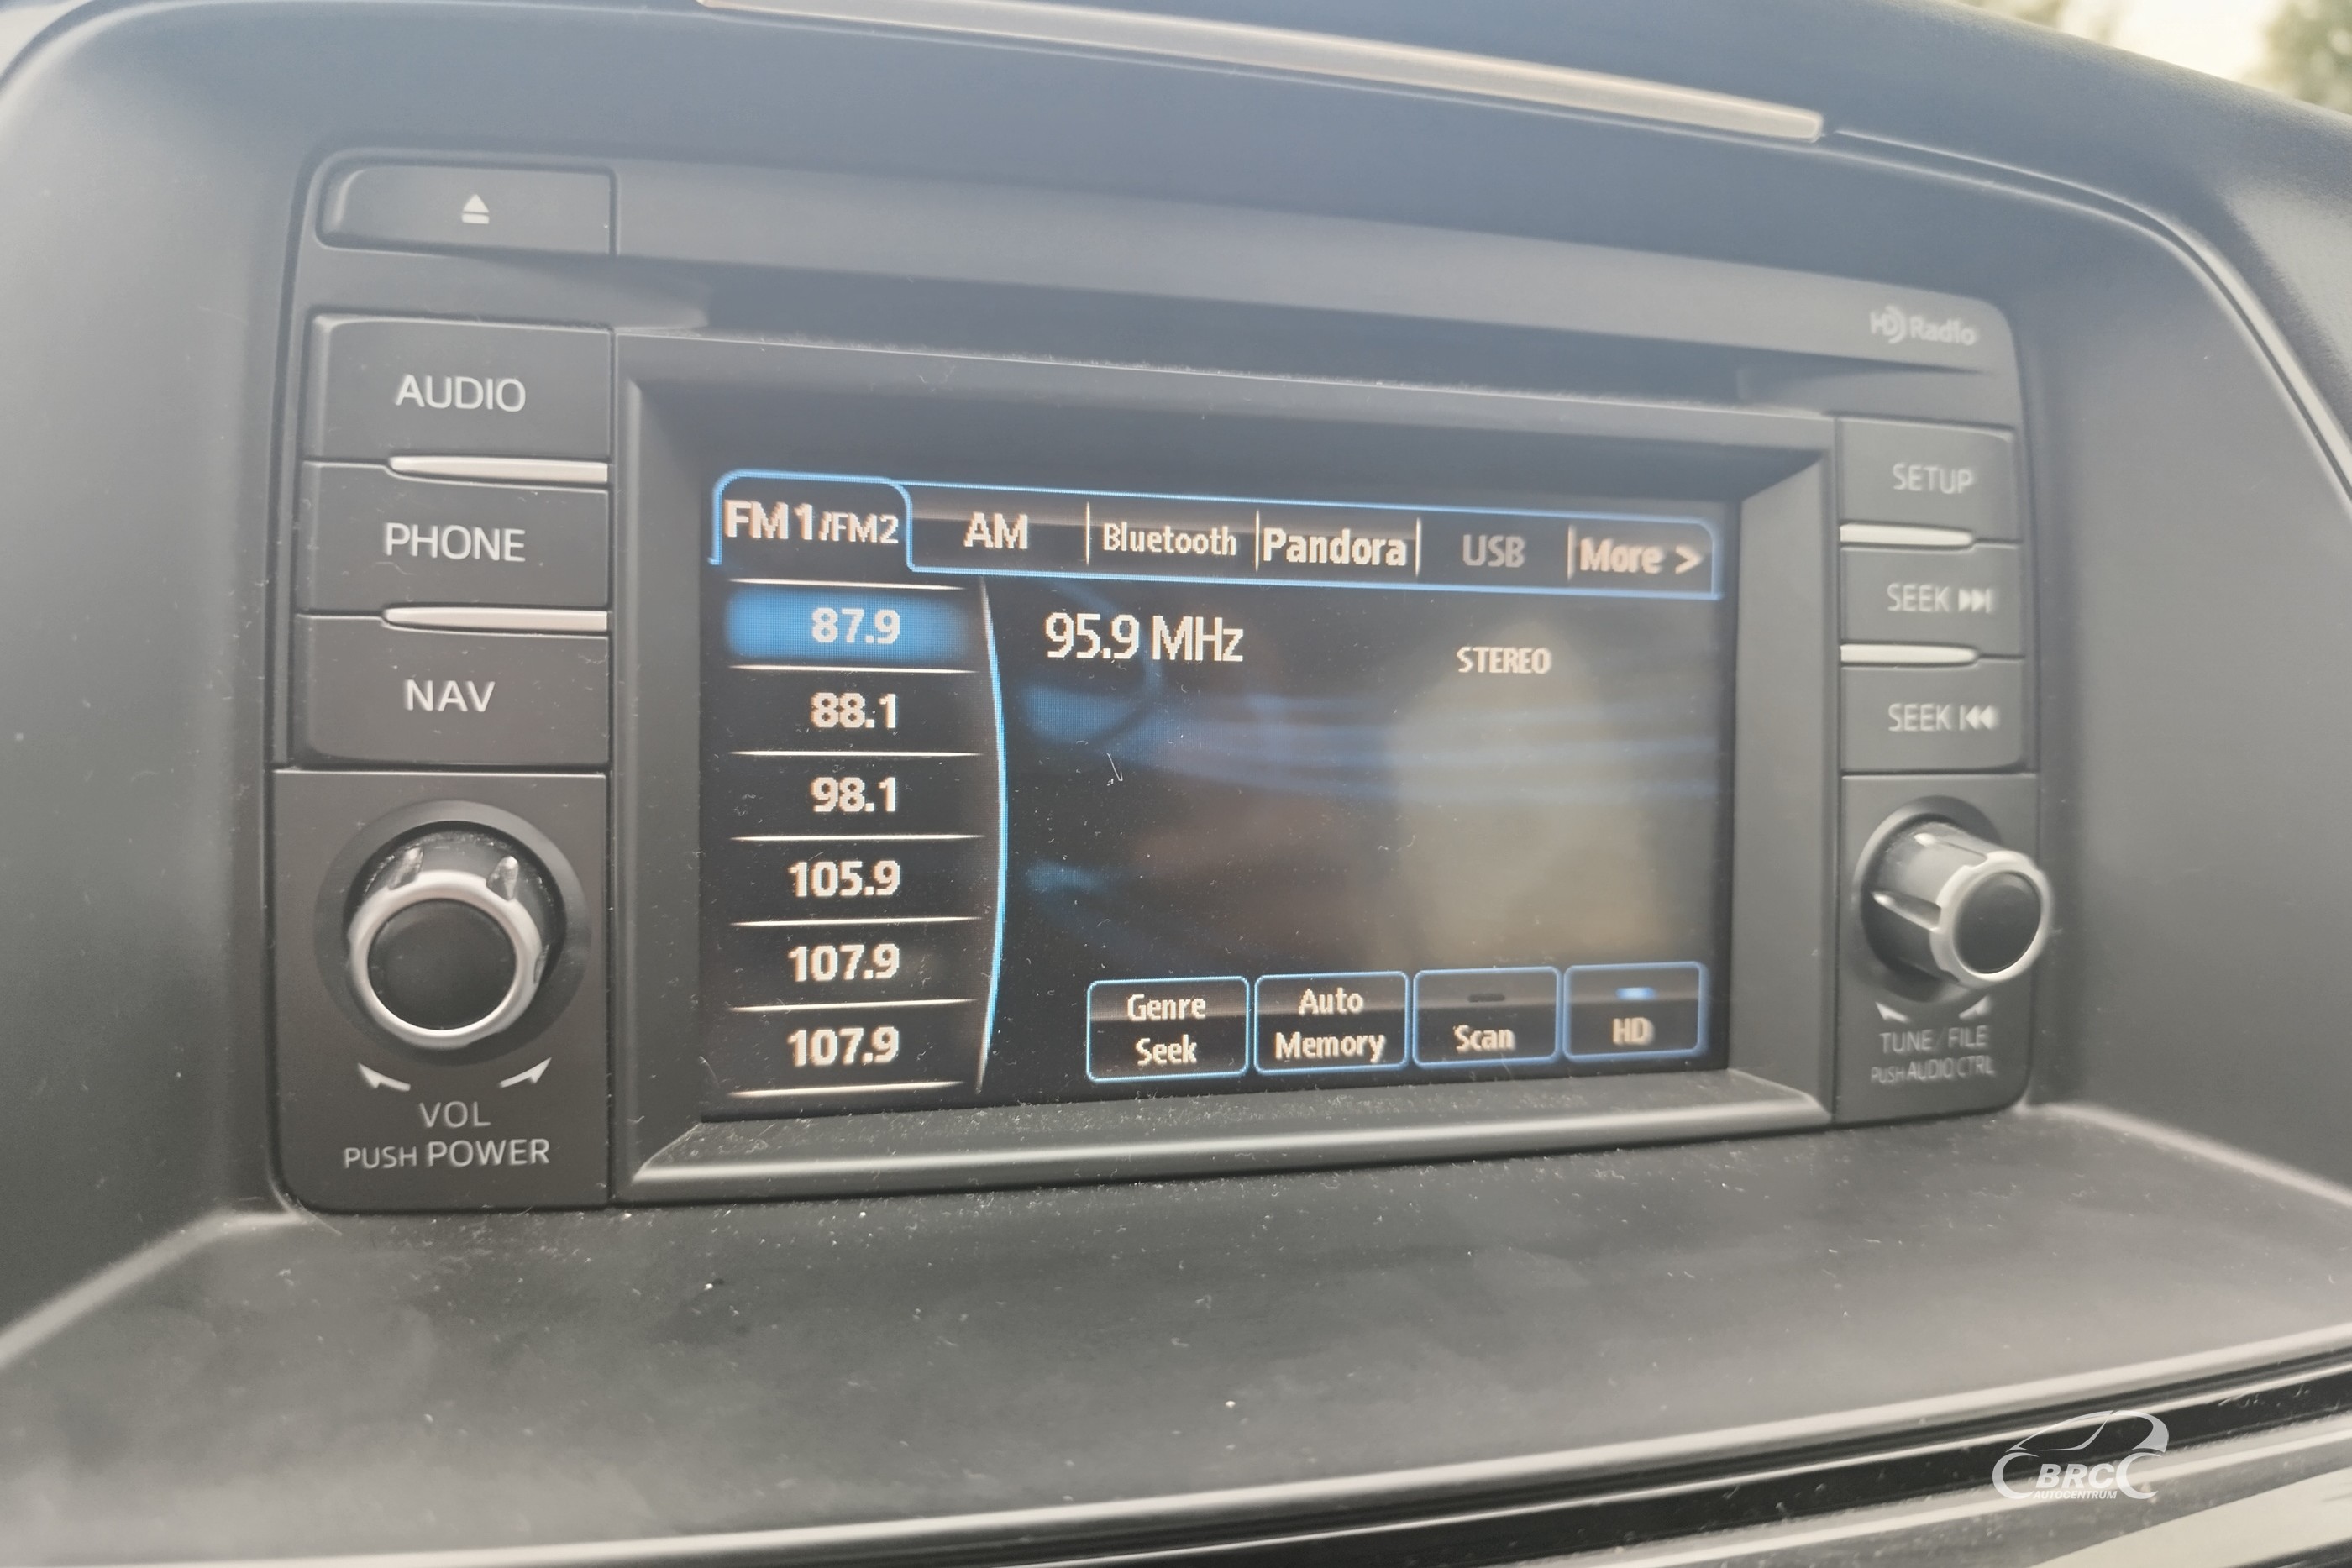 HD Radio
AUDIO
PHONE
NAV
VOL
PUSH POWER
FM1/FM2 AM Bluetooth Pandora USB More >
87.9
88.1
98.1
105.9
107.9
107.9
95.9 MHz
STEREO
Genre Seek
Auto Memory
Scan
HD
SETUP
SEEK
SEEK
TUNE/FILE
PUSH AUDIO CTRL
BRC
AUTOCENTRUM